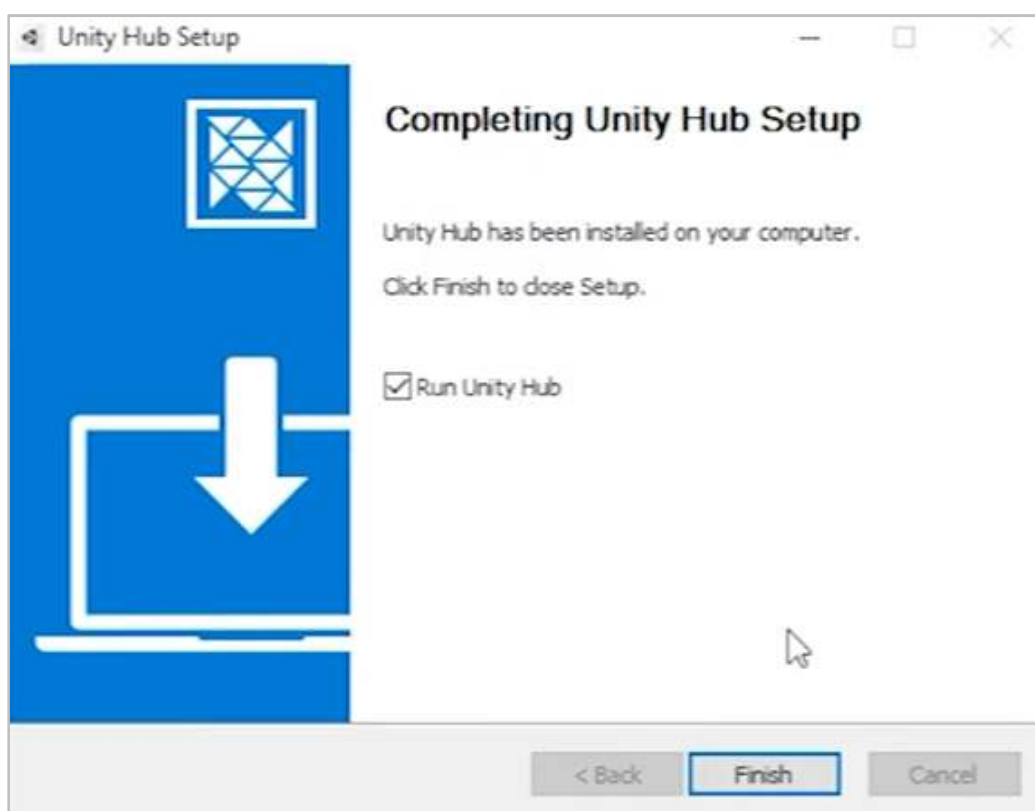 Unity Hub Setup
Completing Unity Hub Setup
Unity Hub has been installed on your computer.
Click Finish to close Setup.
Run Unity Hub
< Back
Finish
Cancel